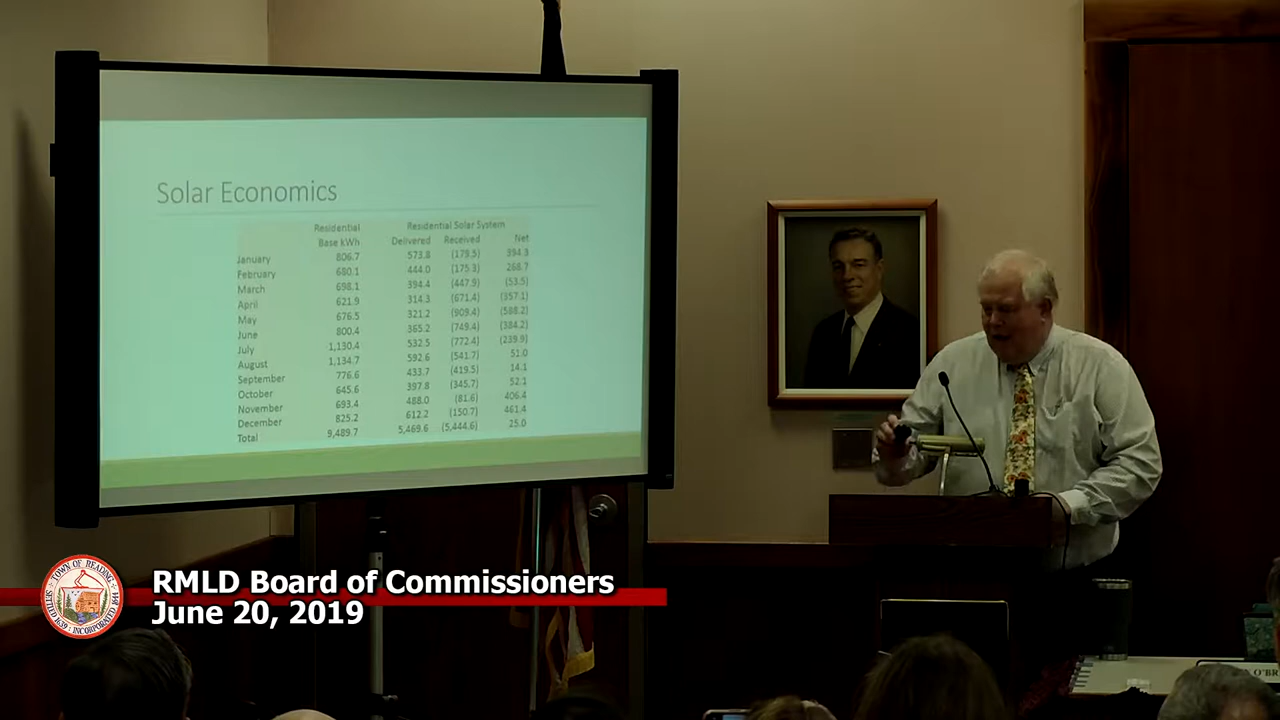 Solar Economics
Residential Residential Solar System
Base kWh Delivered Received Net
January 806.7 573.8 (179.5) 394.3
February 680.1 444.0 (175.3) 268.7
March 698.1 394.4 (447.9) (53.5)
April 621.9 314.3 (671.4) (357.1)
May 676.5 321.2 (909.4) (588.2)
June 800.4 365.2 (749.4) (384.2)
July 1,130.4 532.5 (772.4) (239.9)
August 1,134.7 592.6 (541.7) 51.0
September 776.6 433.7 (419.5) 14.1
October 645.6 397.8 (345.7) 52.1
November 693.4 488.0 (81.6) 406.4
December 825.2 612.2 (150.7) 461.4
Total 9,489.7 5,469.6 (5,444.6) 25.0
TOWN OF READING
SETTLED 1639 · INCORPORATED 1644
RMLD Board of Commissioners
June 20, 2019
O'BR